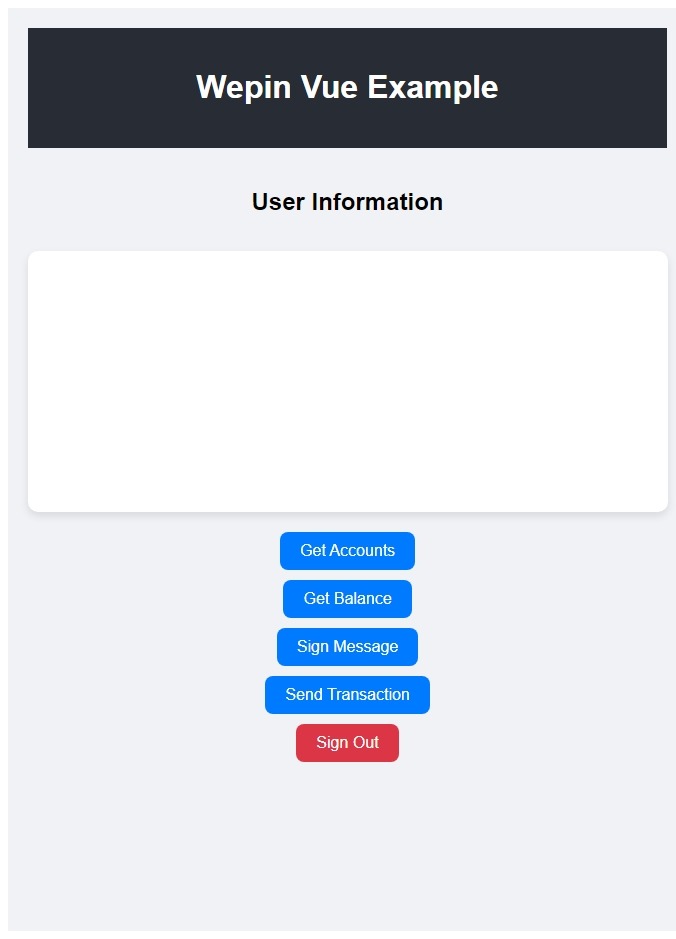 Wepin Vue Example
User Information
Get Accounts
Get Balance
Sign Message
Send Transaction
Sign Out